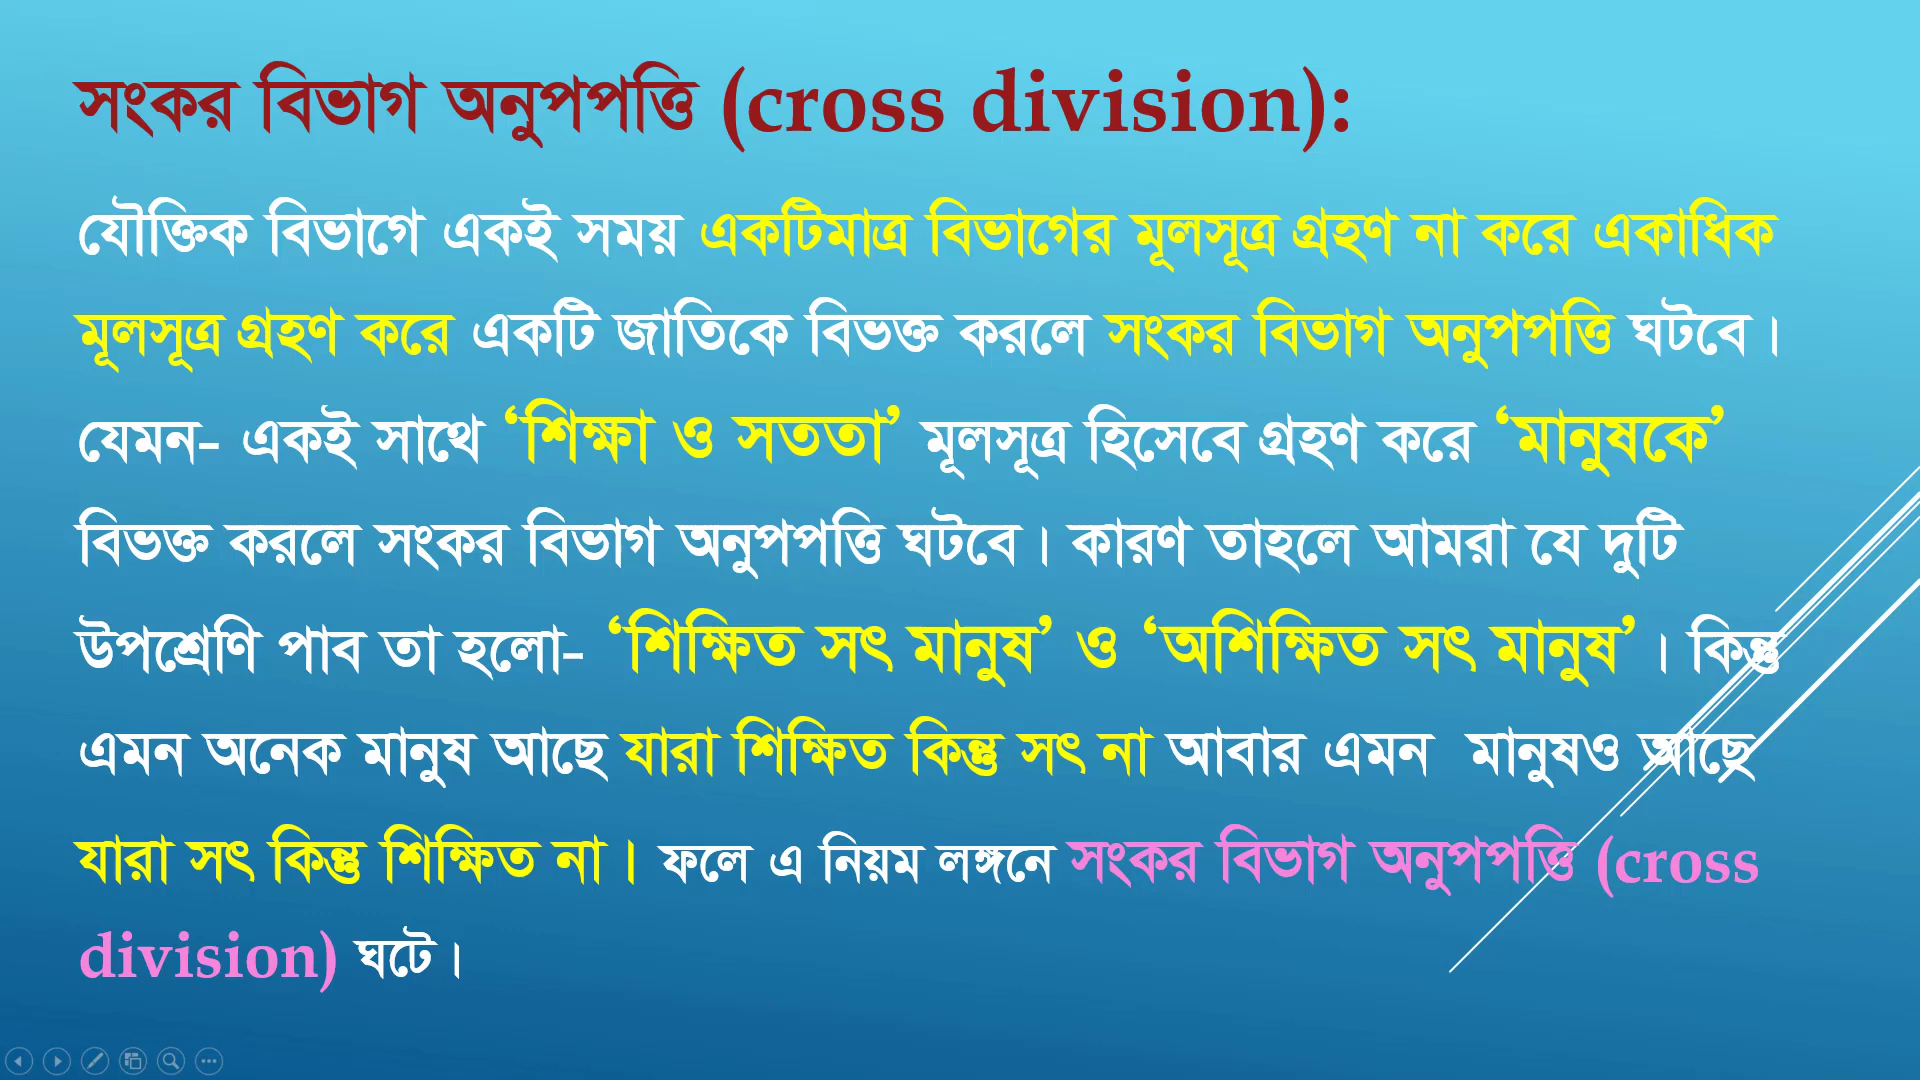 সংকর বিভাগ অনুপপত্তি (cross division):
যৌক্তিক বিভাগে একই সময় একটিমাত্র বিভাগের মূলসূত্র গ্রহণ না করে একাধিক
মূলসূত্র গ্রহণ করে একটি জাতিকে বিভক্ত করলে সংকর বিভাগ অনুপপত্তি ঘটবে।
যেমন- একই সাথে ‘শিক্ষা ও সততা’ মূলসূত্র হিসেবে গ্রহণ করে ‘মানুষকে’
বিভক্ত করলে সংকর বিভাগ অনুপপত্তি ঘটবে। কারণ তাহলে আমরা যে দুটি
উপশ্রেণি পাব তা হলো- ‘শিক্ষিত সৎ মানুষ’ ও ‘অশিক্ষিত সৎ মানুষ’। কিন্তু
এমন অনেক মানুষ আছে যারা শিক্ষিত কিন্তু সৎ না আবার এমন মানুষও আছে
যারা সৎ কিন্তু শিক্ষিত না। ফলে এ নিয়ম লঙ্গনে সংকর বিভাগ অনুপপত্তি (cross
division) ঘটে।